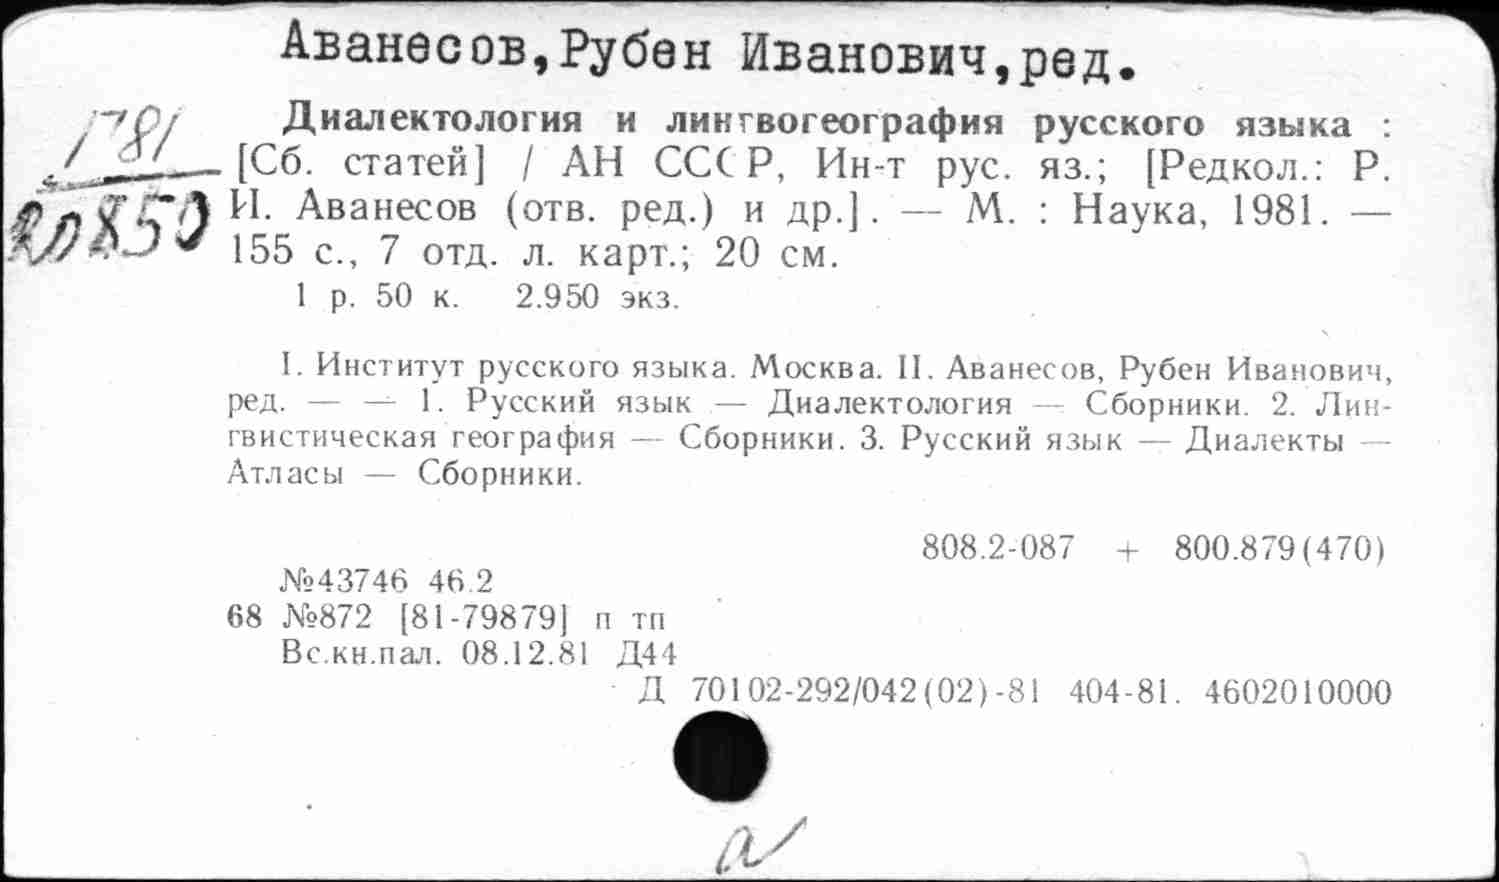 Аванесов,Рубен Иванович,ред.
Диалектология и лингвогеография русского языка :
[Сб. статей] / АН СССР, Ин-т рус. яз.; [Редкол.: Р.
И. Аванесов (отв. ред.) и др.]. — М. : Наука, 1981. —
155 с., 7 отд. л. карт.; 20 см.
1 р. 50 к. 2.950 экз.
I. Институт русского языка. Москва. II. Аванесов, Рубен Иванович,
ред. — — 1. Русский язык — Диалектология — Сборники. 2. Лин-
гвистическая география — Сборники. 3. Русский язык — Диалекты —
Атласы — Сборники.
808.2-087 + 800.879(470)
№43746 46.2
68 №872 [81-79879] п тп
Вс.кн.пал. 08.12.81 Д44
Д 70102-292/042(02)-81 404-81. 4602010000
а